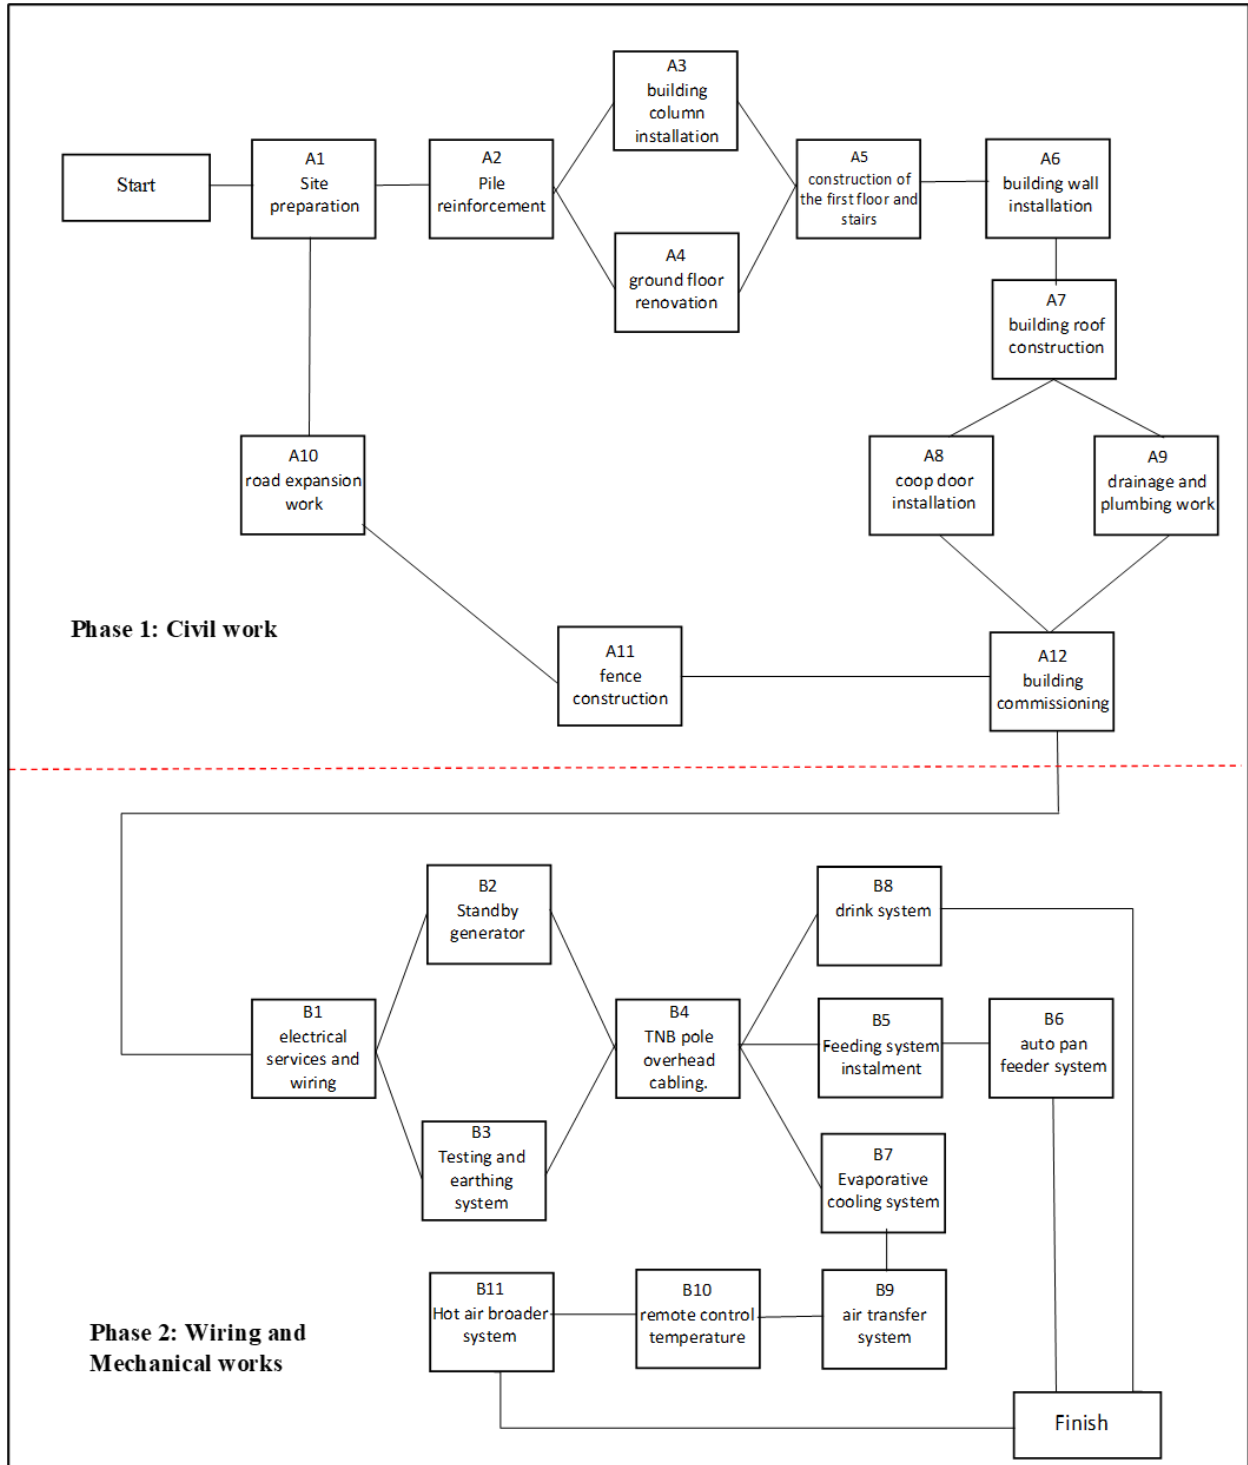 Start
A1
Site
preparation
A2
Pile
reinforcement
A3
building
column
installation
A4
ground floor
renovation
A5
construction of
the first floor and
stairs
A6
building wall
installation
A7
building roof
construction
A8
coop door
installation
A9
drainage and
plumbing work
A10
road expansion
work
A11
fence
construction
A12
building
commissioning
Phase 1: Civil work
B1
electrical
services and
wiring
B2
Standby
generator
B3
Testing and
earthing
system
B4
TNB pole
overhead
cabling.
B8
drink system
B5
Feeding system
instalment
B6
auto pan
feeder system
B7
Evaporative
cooling system
B9
air transfer
system
B10
remote control
temperature
B11
Hot air broader
system
Phase 2: Wiring and
Mechanical works
Finish